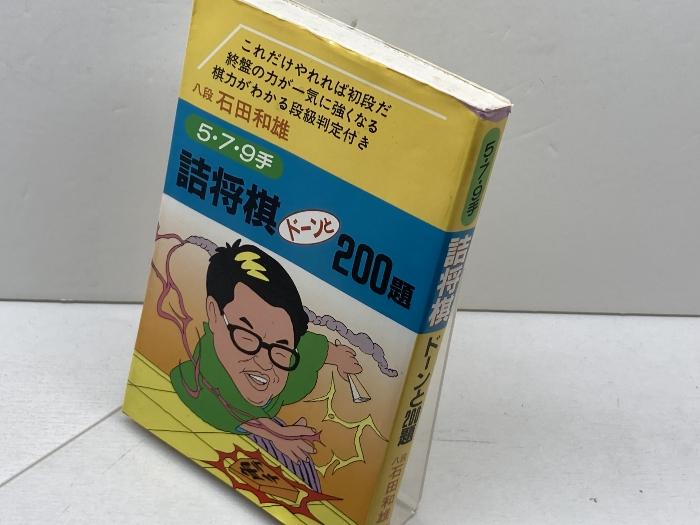 これだけやれれば初段だ
終盤の力が一気に強くなる
棋力がわかる段級判定付き
八段 石田和雄
5・7・9手
詰将棋 ドーンと 200題
5・7・9手 詰将棋 ドーンと 200題 八段 石田和雄